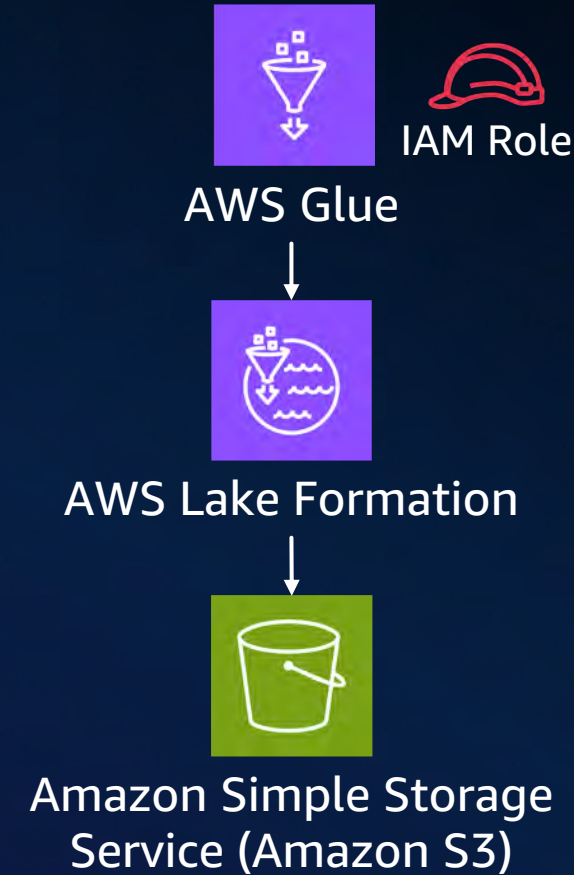 IAM Role
AWS Glue
AWS Lake Formation
Amazon Simple Storage
Service (Amazon S3)